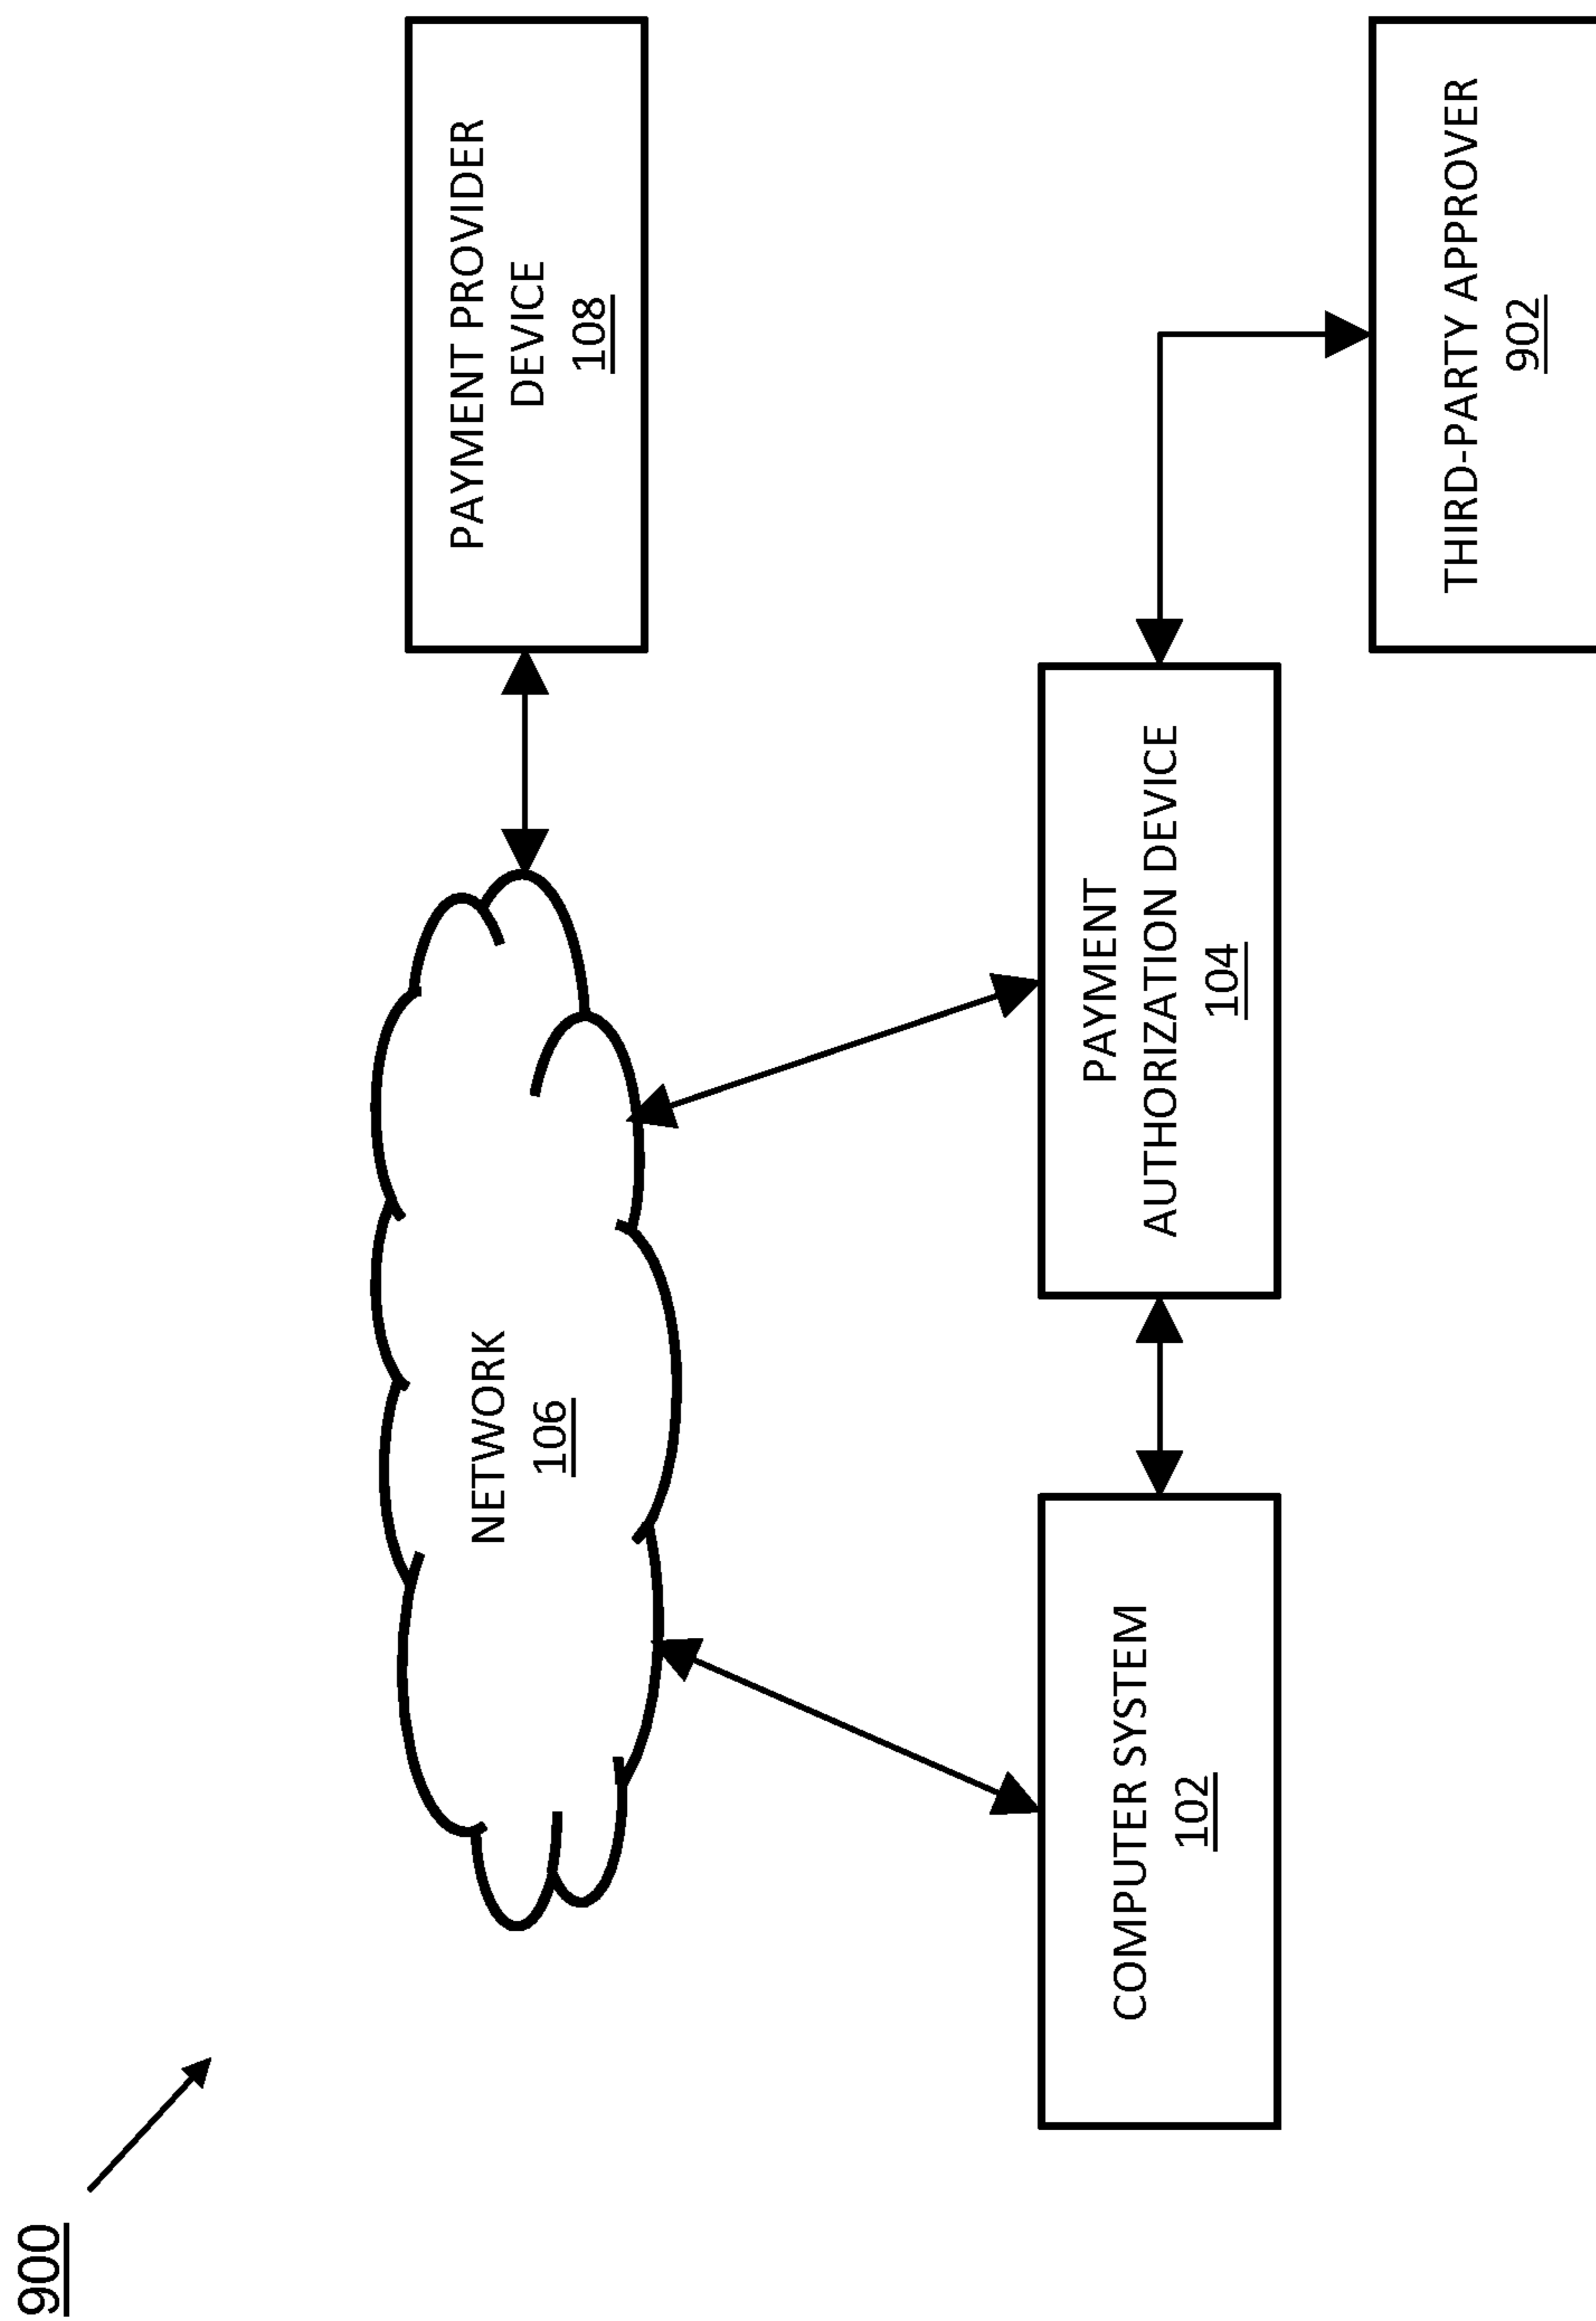 900
NETWORK
106
PAYMENT PROVIDER
DEVICE
108
COMPUTER SYSTEM
102
PAYMENT
AUTHORIZATION DEVICE
104
THIRD-PARTY APPROVER
902